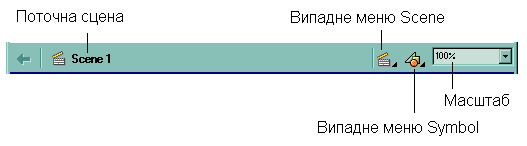 Поточна сцена
Випадне меню Scene
Scene 1
100%
Масштаб
Випадне меню Symbol